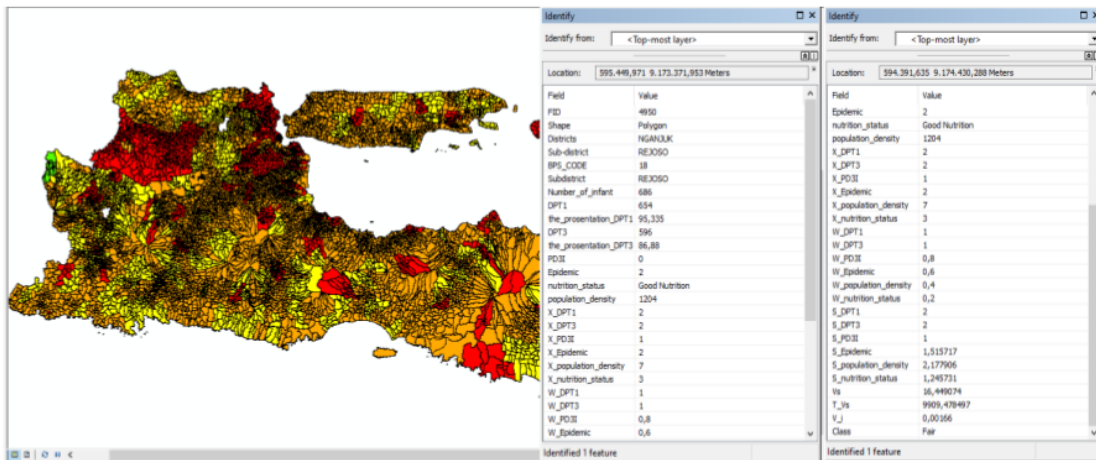 Identify
Identify from: <Top-most layer>
Location: 595.449,971 9.173.371,953 Meters
Field Value
FID 4950
Shape Polygon
Districts NGANJUK
Sub-district REJOSO
BPS_CODE 18
Subdistrict REJOSO
Number_of_infant 686
DPT1 654
the_prosentation_DPT1 95,335
DPT3 596
the_prosentation_DPT3 86,88
PD3I 0
Epidemic 2
nutrition_status Good Nutrition
population_density 1204
X_DPT1 2
X_DPT3 2
X_PD3I 1
X_Epidemic 2
X_population_density 7
X_nutrition_status 3
W_DPT1 1
W_DPT3 1
W_PD3I 0,8
W_Epidemic 0,6
Identified 1 feature
Identify
Identify from: <Top-most layer>
Location: 594.391,635 9.174.430,288 Meters
Field Value
Epidemic 2
nutrition_status Good Nutrition
population_density 1204
X_DPT1 2
X_DPT3 2
X_PD3I 1
X_Epidemic 2
X_population_density 7
X_nutrition_status 3
W_DPT1 1
W_DPT3 1
W_PD3I 0,8
W_Epidemic 0,6
W_population_density 0,4
W_nutrition_status 0,2
S_DPT1 2
S_DPT3 2
S_PD3I 1
S_Epidemic 1,515717
S_population_density 2,177906
S_nutrition_status 1,245731
Vs 16,449074
T_Vs 9909,478497
V_j 0,00166
Class Fair
Identified 1 feature